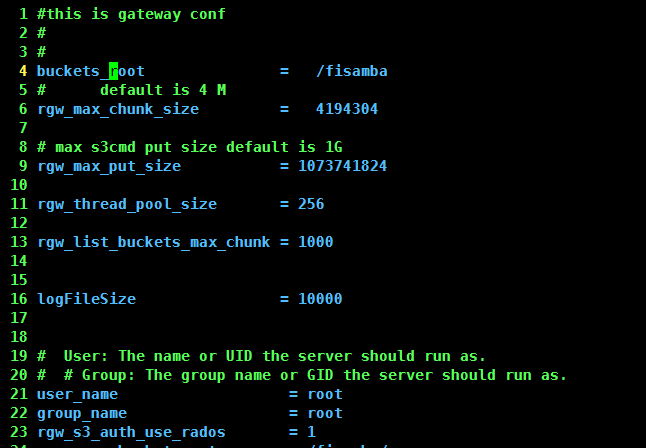 1 #this is gateway conf
2 #
3 #
4 buckets_root               =   /fisamba
5 #      default is 4 M
6 rgw_max_chunk_size         =   4194304
7
8 # max s3cmd put size default is 1G
9 rgw_max_put_size           = 1073741824
10
11 rgw_thread_pool_size       = 256
12
13 rgw_list_buckets_max_chunk = 1000
14
15
16 logFileSize                = 10000
17
18
19 #  User: The name or UID the server should run as.
20 #  # Group: The group name or GID the server should run as.
21 user_name                   = root
22 group_name                  = root
23 rgw_s3_auth_use_rados       = 1